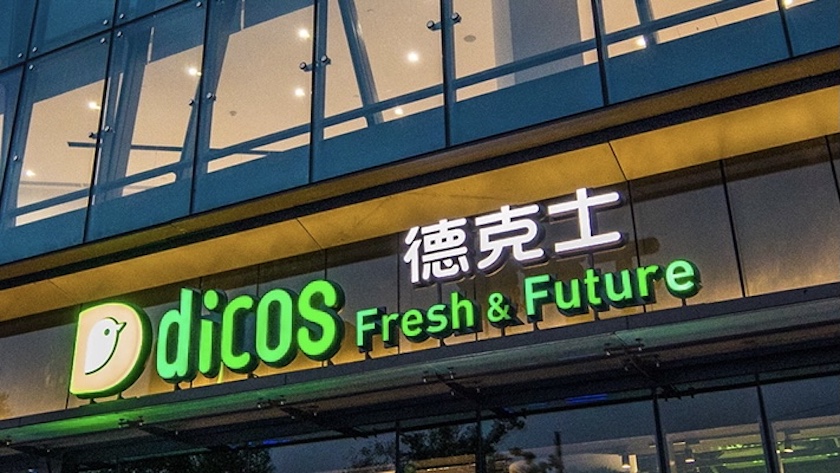 德克士
dicos Fresh & Future